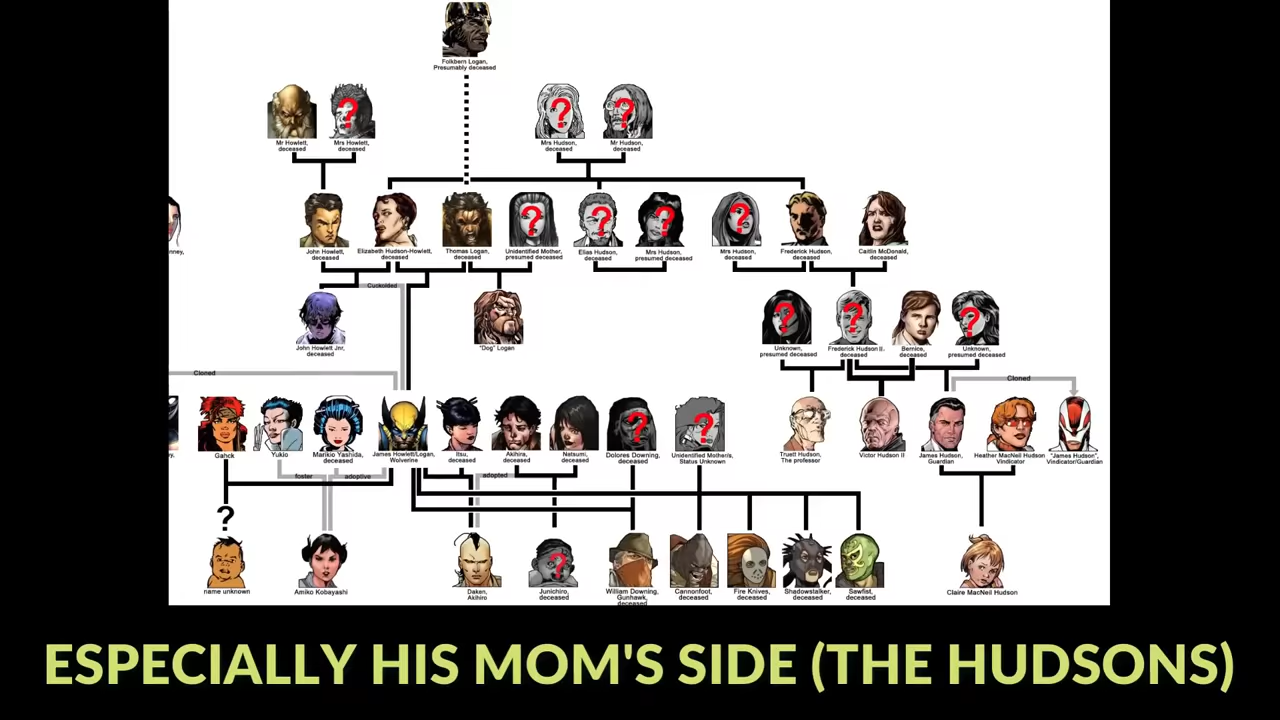 Folkbern Logan,
Presumably deceased
?
?
?
Mr Howlett,
deceased
Mrs Howlett,
deceased
Mrs Hudson,
deceased
Mr Hudson,
deceased
?
?
?
?
John Howlett,
deceased
Elizabeth Hudson-Howlett,
deceased
Thomas Logan,
deceased
Unidentified Mother,
presumed deceased
Elias Hudson,
deceased
Mrs Hudson,
presumed deceased
Mrs Hudson,
deceased
Frederick Hudson,
deceased
Caitlin McDonald,
deceased
Cuckolded
?
?
?
John Howlett Jnr,
deceased
"Dog" Logan
Unknown,
presumed deceased
Frederick Hudson II,
deceased
Bernice,
deceased
Unknown,
presumed deceased
Cloned
Cloned
?
?
Gahck
Yukio
Mariko Yashida,
deceased
James Howlett/Logan,
Wolverine
Itsu,
deceased
Akihira,
deceased
Netsumi,
deceased
Dolores Downing,
deceased
Unidentified Mother/s,
Status Unknown
Truett Hudson,
The professor
Victor Hudson II
James Hudson,
Guardian
Heather MacNeil Hudson
Vindicator
"James Hudson",
Vindicator/Guardian
foster
adoptive
adopted
?
?
name unknown
Amiko Kobayashi
Daken,
Akihiro
Junichiro,
deceased
William Downing,
Gunhawk,
deceased
Cannonfoot,
deceased
Fire Knives,
deceased
Shadowstalker,
deceased
Sawfist,
deceased
Claire MacNeil Hudson
ESPECIALLY HIS MOM'S SIDE (THE HUDSONS)